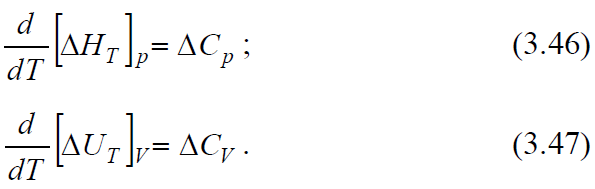 d/dT [ΔH_T]_p = ΔC_p ; (3.46)
d/dT [ΔU_T]_V = ΔC_V . (3.47)